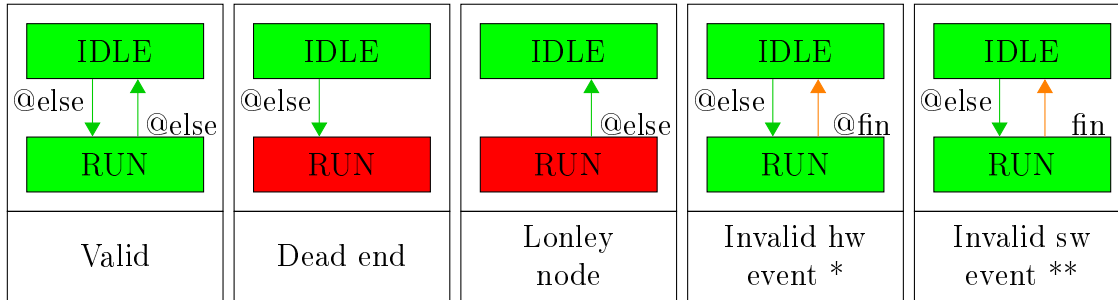 IDLE
@else
@else
RUN
Valid
IDLE
@else
RUN
Dead end
IDLE
@else
RUN
Lonley
node
IDLE
@else
@fin
RUN
Invalid hw
event *
IDLE
@else
fin
RUN
Invalid sw
event **